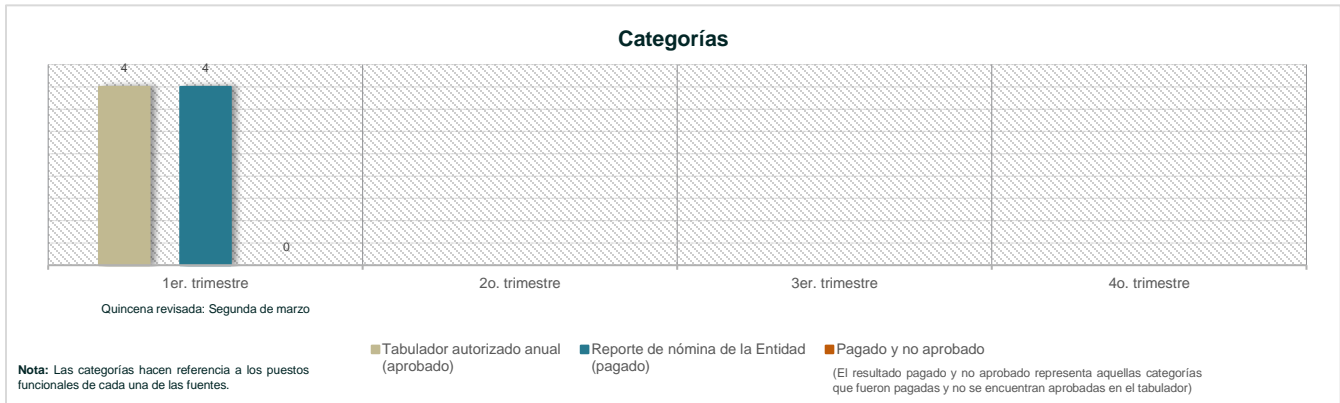 Categorías
4
4
0
1er. trimestre
2o. trimestre
3er. trimestre
4o. trimestre
Quincena revisada: Segunda de marzo
Tabulador autorizado anual
(aprobado)
Reporte de nómina de la Entidad
(pagado)
Pagado y no aprobado
(El resultado pagado y no aprobado representa aquellas categorías
que fueron pagadas y no se encuentran aprobadas en el tabulador)
Nota: Las categorías hacen referencia a los puestos
funcionales de cada una de las fuentes.